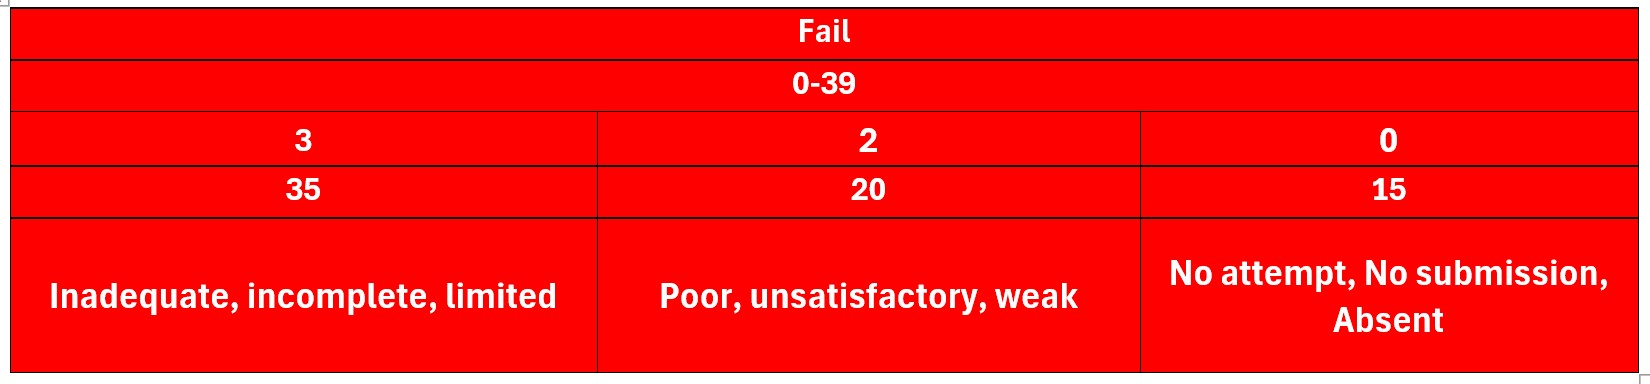 Fail
0-39
3 2 0
35 20 15
Inadequate, incomplete, limited Poor, unsatisfactory, weak No attempt, No submission,
Absent